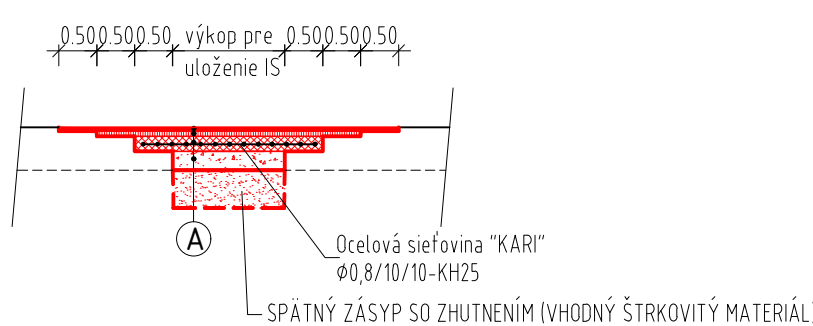 0.50 0.50 0.50 výkop pre 0.50 0.50 0.50
uloženie IS
A
Ocelová sieťovina "KARI"
Φ0,8/10/10-KH25
SPÄTNÝ ZÁSYP SO ZHUTNENÍM (VHODNÝ ŠTRKOVITÝ MATERIÁL)